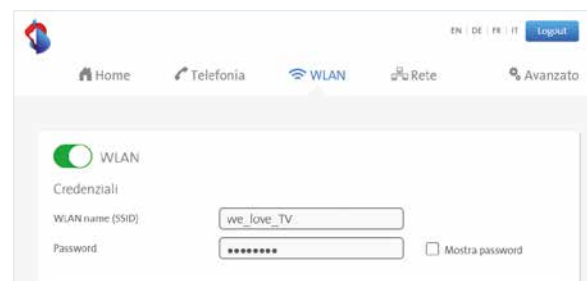 EN | DE | FR | IT Logout
Home Telefonia WLAN Rete Avanzato
WLAN
Credenziali
WLAN name (SSID) we_love_TV
Password •••••••• Mostra password